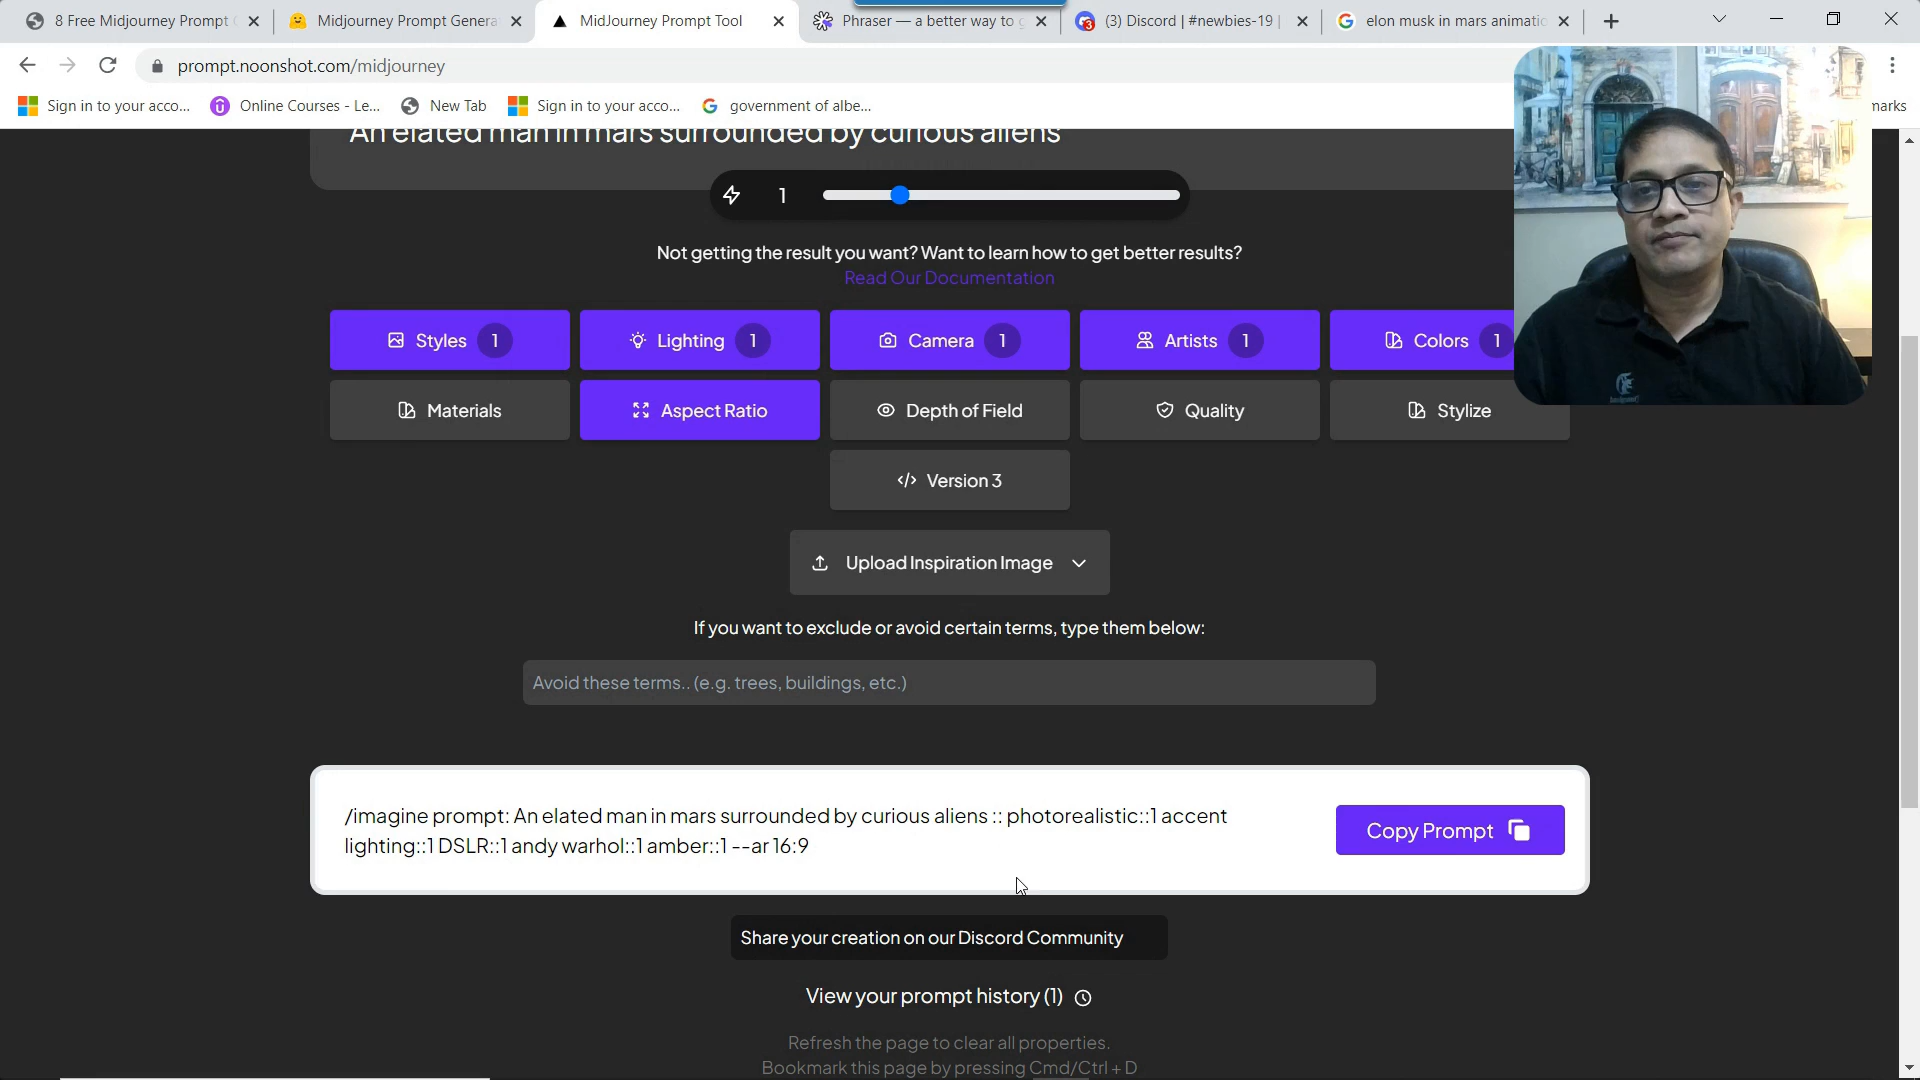 8 Free Midjourney Prompt
Midjourney Prompt Genera
MidJourney Prompt Tool
Phraser — a better way to g
(3) Discord | #newbies-19 |
elon musk in mars animatio
prompt.noonshot.com/midjourney
Sign in to your acco...
Online Courses - Le...
New Tab
Sign in to your acco...
government of albe...
marks
An elated man in mars surrounded by curious aliens
1
Not getting the result you want? Want to learn how to get better results?
Read Our Documentation
Styles 1
Lighting 1
Camera 1
Artists 1
Colors 1
Materials
Aspect Ratio
Depth of Field
Quality
Stylize
</> Version 3
Upload Inspiration Image
If you want to exclude or avoid certain terms, type them below:
Avoid these terms.. (e.g. trees, buildings, etc.)
/imagine prompt: An elated man in mars surrounded by curious aliens :: photorealistic::1 accent
lighting::1 DSLR::1 andy warhol::1 amber::1 --ar 16:9
Copy Prompt
Share your creation on our Discord Community
View your prompt history (1)
Refresh the page to clear all properties.
Bookmark this page by pressing Cmd/Ctrl + D